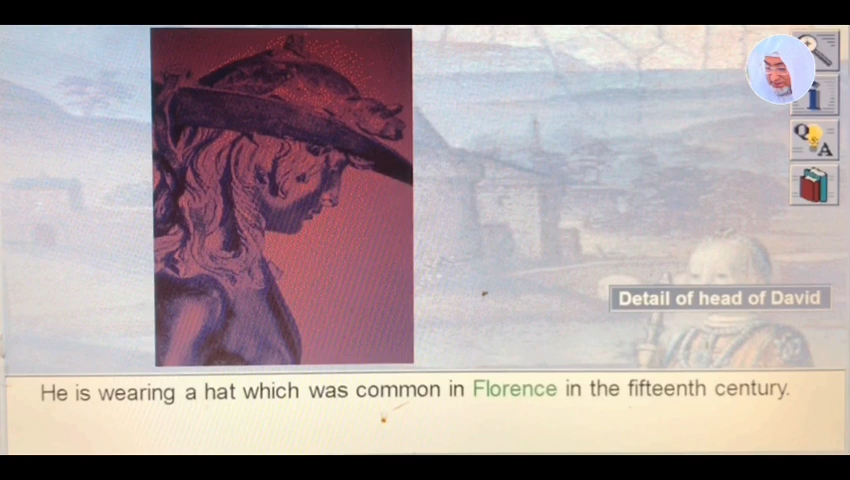 i
Q
A
Detail of head of David
He is wearing a hat which was common in Florence in the fifteenth century.